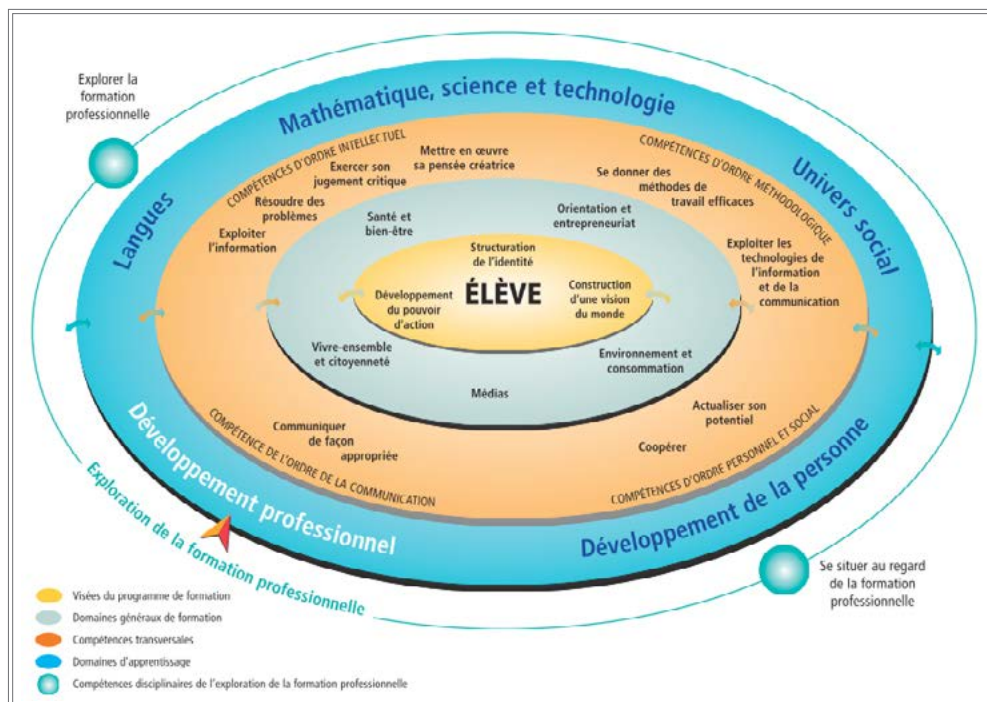 Explorer la
formation
professionnelle
Mathématique, science et technologie
Langues
Univers social
COMPÉTENCES D'ORDRE INTELLECTUEL
COMPÉTENCES D'ORDRE MÉTHODOLOGIQUE
Mettre en œuvre
sa pensée créatrice
Exercer son
jugement critique
Résoudre des
problèmes
Exploiter
l'information
Se donner des
méthodes de
travail efficaces
Exploiter les
technologies de
l'information
et de la
communication
Santé et
bien-être
Orientation et
entrepreneuriat
Structuration
de l'identité
ÉLÈVE
Développement
du pouvoir
d'action
Construction
d'une vision
du monde
Vivre-ensemble
et citoyenneté
Environnement et
consommation
Médias
Communiquer
de façon
appropriée
Actualiser son
potentiel
Coopérer
COMPÉTENCE DE L'ORDRE DE LA COMMUNICATION
COMPÉTENCES D'ORDRE PERSONNEL ET SOCIAL
Développement professionnel
Développement de la personne
Exploration de la formation professionnelle
Se situer au regard
de la formation
professionnelle
Visées du programme de formation
Domaines généraux de formation
Compétences transversales
Domaines d'apprentissage
Compétences disciplinaires de l'exploration de la formation professionnelle